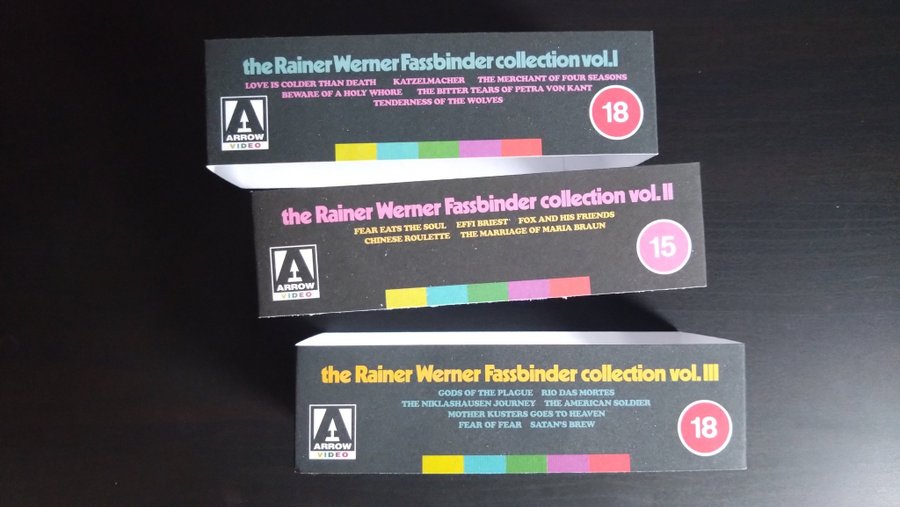 the Rainer Werner Fassbinder collection vol. I
LOVE IS COLDER THAN DEATH KATZELMACHER THE MERCHANT OF FOUR SEASONS
BEWARE OF A HOLY WHORE THE BITTER TEARS OF PETRA VON KANT
TENDERNESS OF THE WOLVES
A
ARROW
VIDEO
18
the Rainer Werner Fassbinder collection vol. II
FEAR EATS THE SOUL EFFI BRIEST FOX AND HIS FRIENDS
CHINESE ROULETTE THE MARRIAGE OF MARIA BRAUN
A
ARROW
VIDEO
15
the Rainer Werner Fassbinder collection vol. III
GODS OF THE PLAGUE RIO DAS MORTES
THE NIKLASHAUSEN JOURNEY THE AMERICAN SOLDIER
MOTHER KUSTERS GOES TO HEAVEN
FEAR OF FEAR SATAN'S BREW
A
ARROW
VIDEO
18